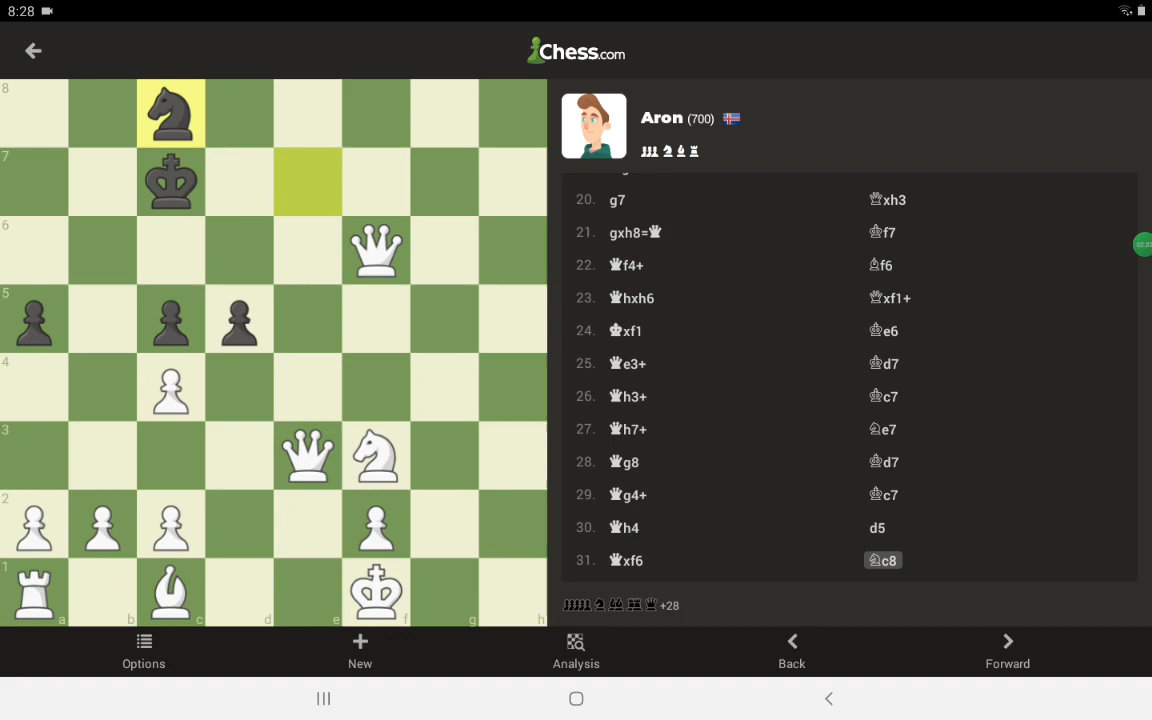 8:28
Chess.com
8
7
6
5
4
3
2
1
a b c d e f g h
Aron (700)
20. g7 ♕xh3
21. gxh8=♛ ♔f7
22. ♛f4+ ♗f6
23. ♛hxh6 ♕xf1+
24. ♚xf1 ♔e6
25. ♛e3+ ♔d7
26. ♛h3+ ♔c7
27. ♛h7+ ♘e7
28. ♛g8 ♔d7
29. ♛g4+ ♔c7
30. ♛h4 d5
31. ♛xf6 ♘c8
+28
Options New Analysis Back Forward